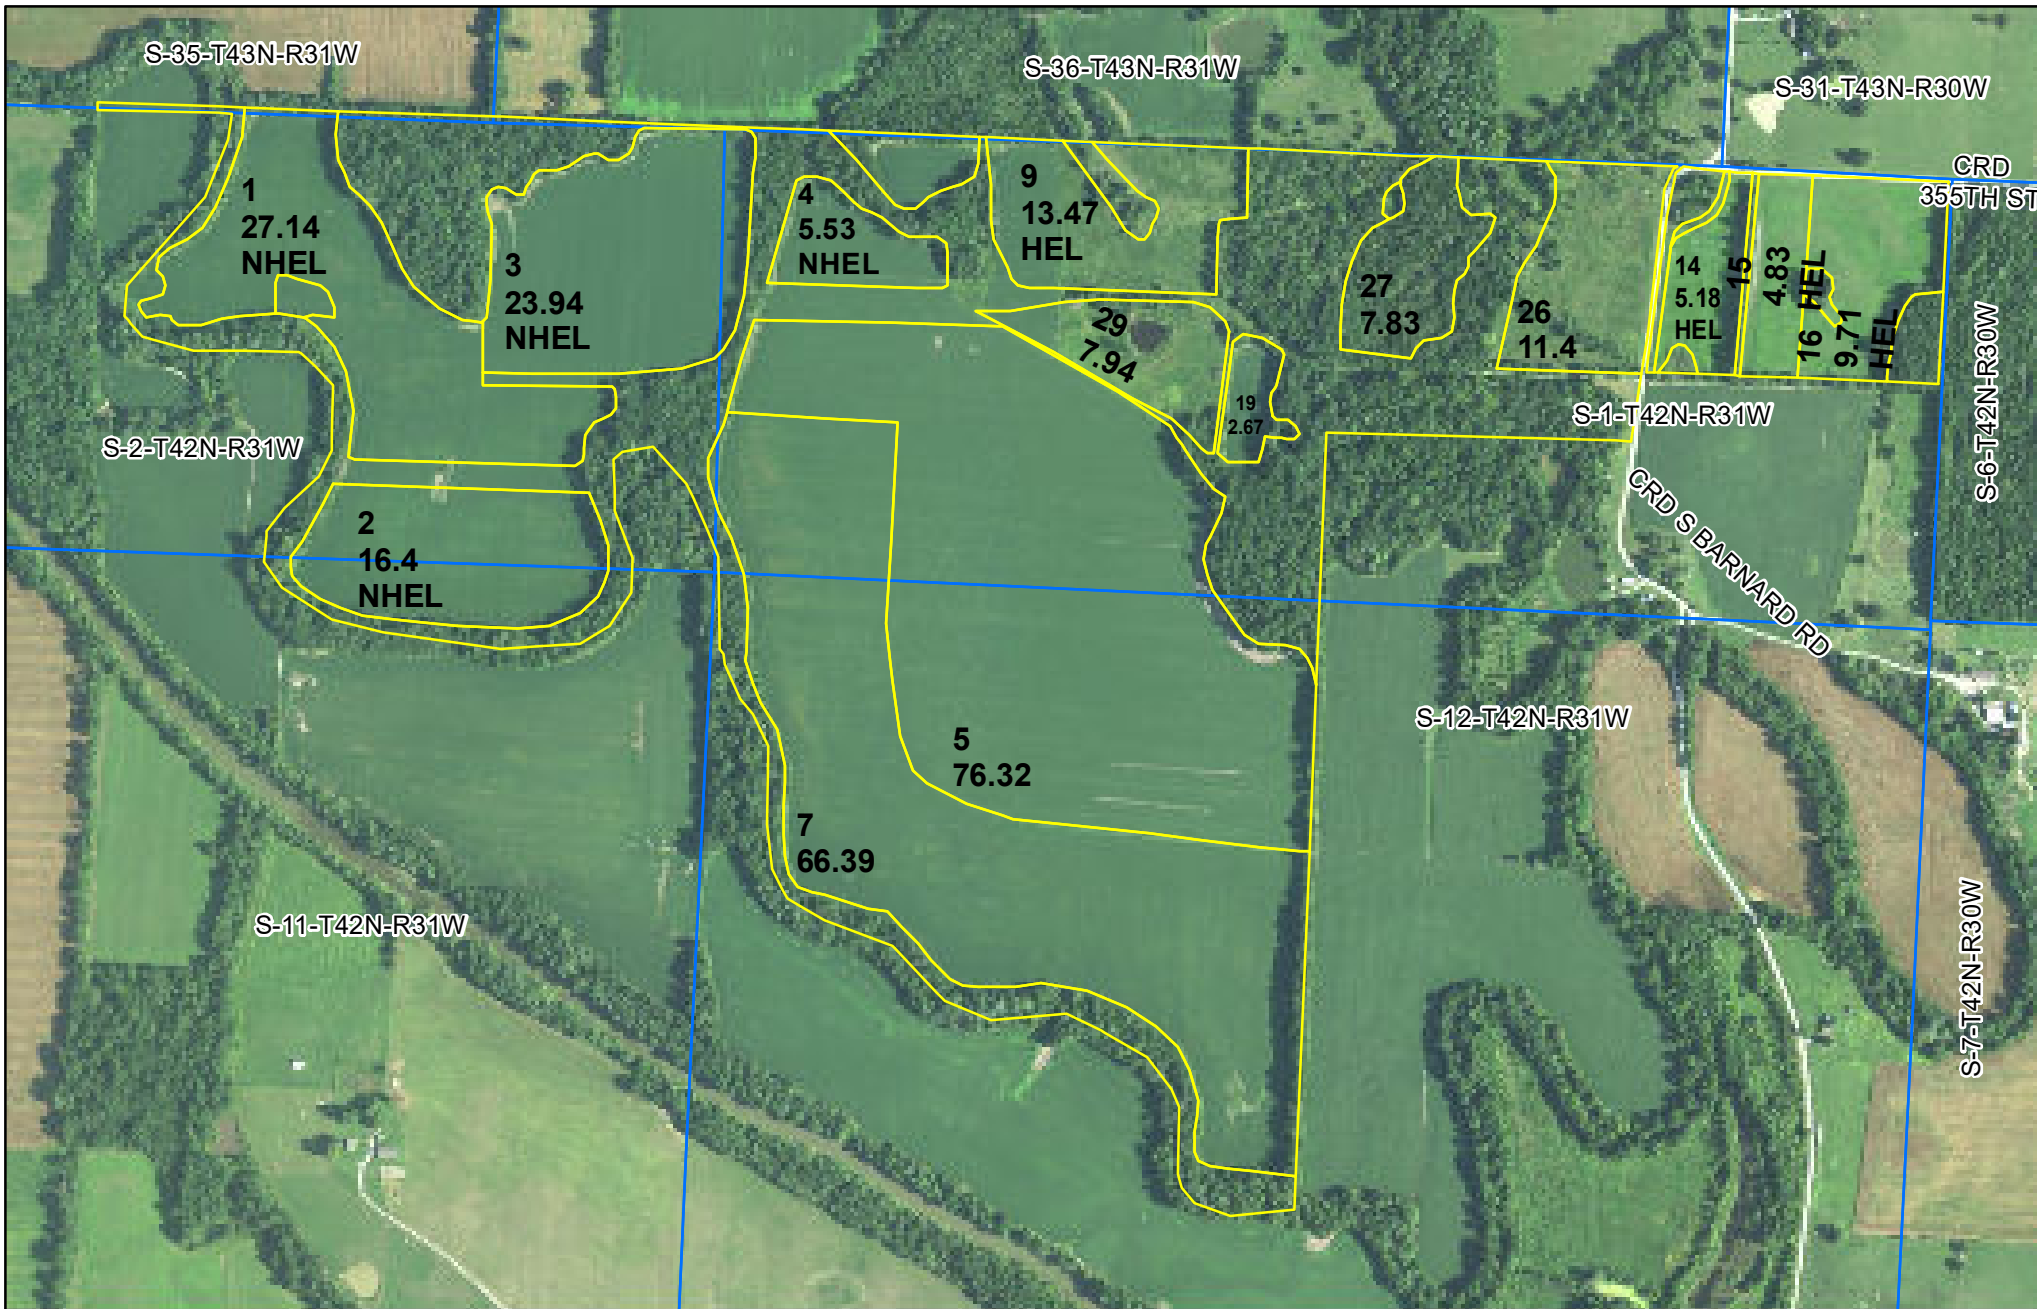 S-35-T43N-R31W
S-36-T43N-R31W
S-31-T43N-R30W
CRD
355TH ST
1
27.14
NHEL
3
23.94
NHEL
4
5.53
NHEL
9
13.47
HEL
29
7.94
27
7.83
26
11.4
14
5.18
HEL
15
4.83
HEL
16
9.71
HEL
19
2.67
S-1-T42N-R31W
S-6-T42N-R30W
S-2-T42N-R31W
CRD S BARNARD RD
2
16.4
NHEL
5
76.32
7
66.39
S-12-T42N-R31W
S-11-T42N-R31W
S-7-T42N-R30W